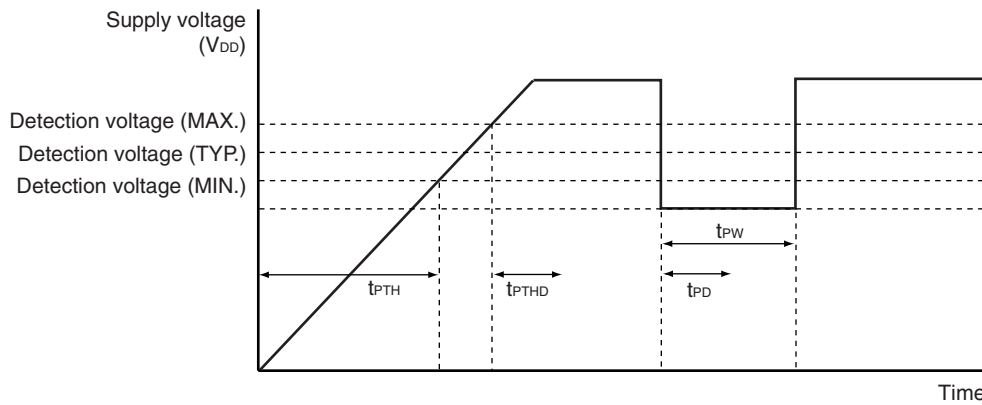 Supply voltage
(VDD)
Detection voltage (MAX.)
Detection voltage (TYP.)
Detection voltage (MIN.)
tPW
tPTH
tPTHD
tPD
Time